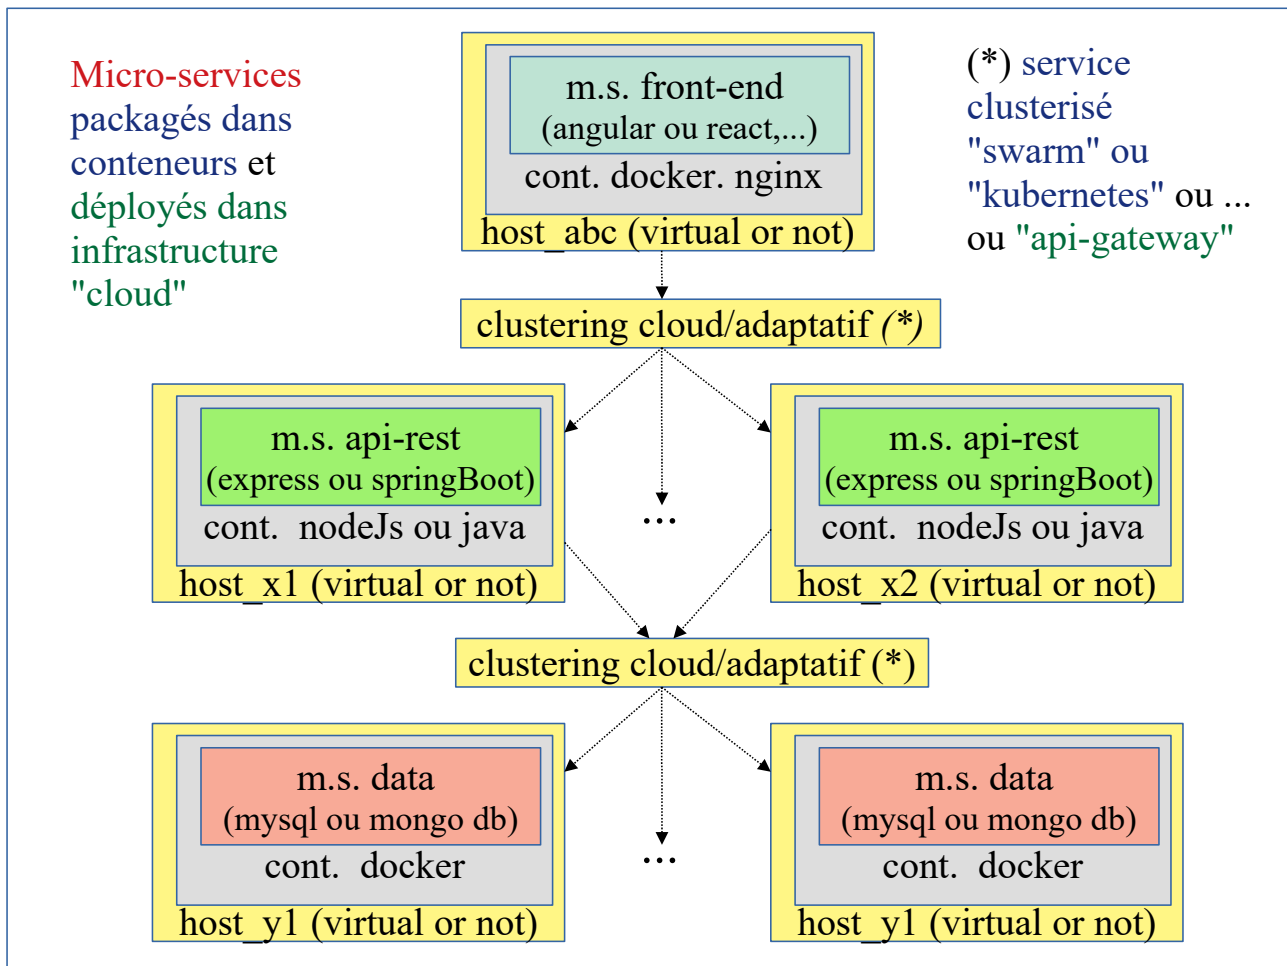 Micro-services
packagés dans
conteneurs et
déployés dans
infrastructure
"cloud"
m.s. front-end
(angular ou react,...)
cont. docker. nginx
host_abc (virtual or not)
(*) service
clusterisé
"swarm" ou
"kubernetes" ou ...
ou "api-gateway"
clustering cloud/adaptatif (*)
m.s. api-rest
(express ou springBoot)
cont. nodeJs ou java
host_x1 (virtual or not)
...
m.s. api-rest
(express ou springBoot)
cont. nodeJs ou java
host_x2 (virtual or not)
clustering cloud/adaptatif (*)
m.s. data
(mysql ou mongo db)
cont. docker
host_y1 (virtual or not)
...
m.s. data
(mysql ou mongo db)
cont. docker
host_y1 (virtual or not)